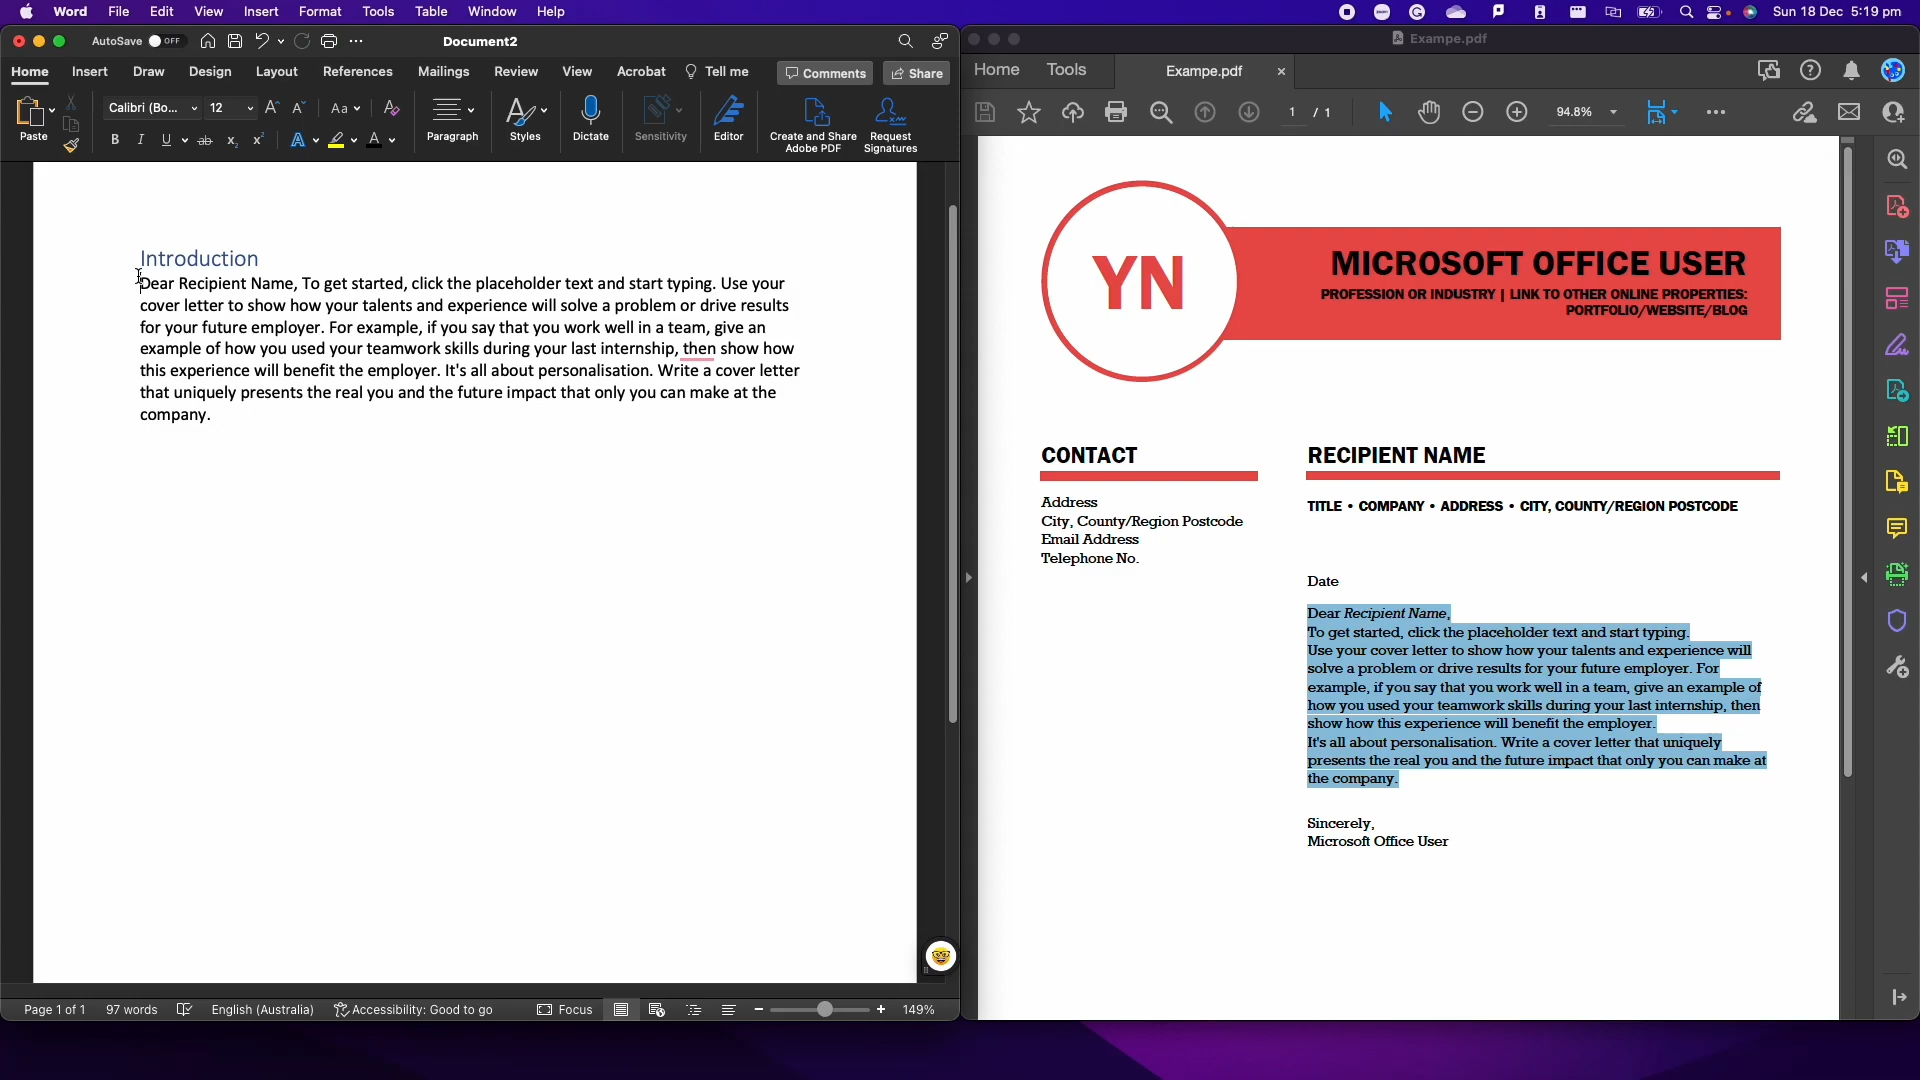 Word File Edit View Insert Format Tools Table Window Help
Sun 18 Dec 5:19 pm
AutoSave OFF
Document2
Home Insert Draw Design Layout References Mailings Review View Acrobat Tell me
Comments Share
Paste
Calibri (Bo... 12
Aa
B I U ab x₂ x² A A
Paragraph
Styles
Dictate
Sensitivity
Editor
Create and Share
Adobe PDF
Request
Signatures
Introduction
Dear Recipient Name, To get started, click the placeholder text and start typing. Use your
cover letter to show how your talents and experience will solve a problem or drive results
for your future employer. For example, if you say that you work well in a team, give an
example of how you used your teamwork skills during your last internship, then show how
this experience will benefit the employer. It's all about personalisation. Write a cover letter
that uniquely presents the real you and the future impact that only you can make at the
company.
Page 1 of 1 97 words English (Australia) Accessibility: Good to go Focus 149%
Exampe.pdf
Home Tools Exampe.pdf
1 / 1
94.8%
YN
MICROSOFT OFFICE USER
PROFESSION OR INDUSTRY | LINK TO OTHER ONLINE PROPERTIES:
PORTFOLIO/WEBSITE/BLOG
CONTACT
Address
City, County/Region Postcode
Email Address
Telephone No.
RECIPIENT NAME
TITLE • COMPANY • ADDRESS • CITY, COUNTY/REGION POSTCODE
Date
Dear Recipient Name,
To get started, click the placeholder text and start typing.
Use your cover letter to show how your talents and experience will
solve a problem or drive results for your future employer. For
example, if you say that you work well in a team, give an example of
how you used your teamwork skills during your last internship, then
show how this experience will benefit the employer.
It's all about personalisation. Write a cover letter that uniquely
presents the real you and the future impact that only you can make at
the company.
Sincerely,
Microsoft Office User